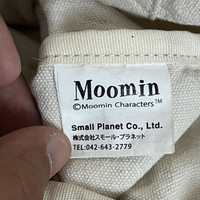 Moomin
©Moomin Characters™
Small Planet Co., Ltd.
株式会社スモール・プラネット
TEL:042-643-2779